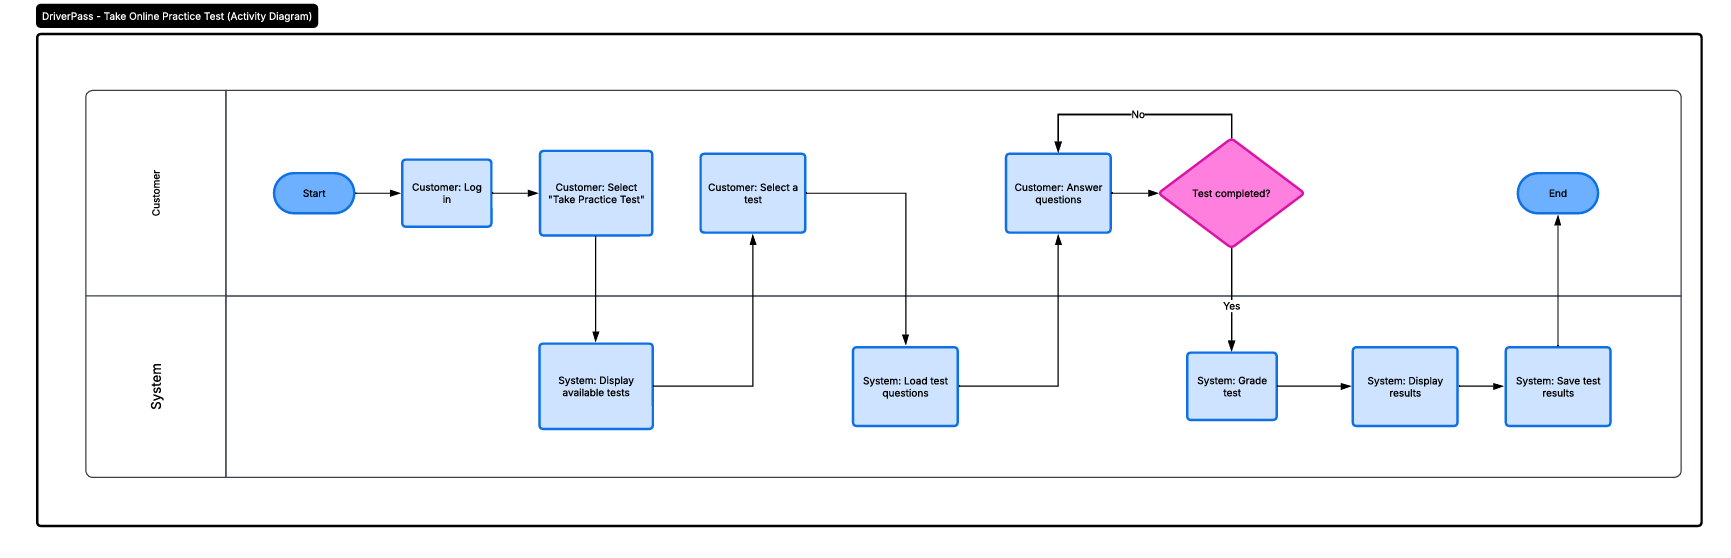 DriverPass - Take Online Practice Test (Activity Diagram)
Customer
Start
Customer: Log
in
Customer: Select
"Take Practice Test"
Customer: Select a
test
Customer: Answer
questions
No
Test completed?
End
Yes
System
System: Display
available tests
System: Load test
questions
System: Grade
test
System: Display
results
System: Save test
results